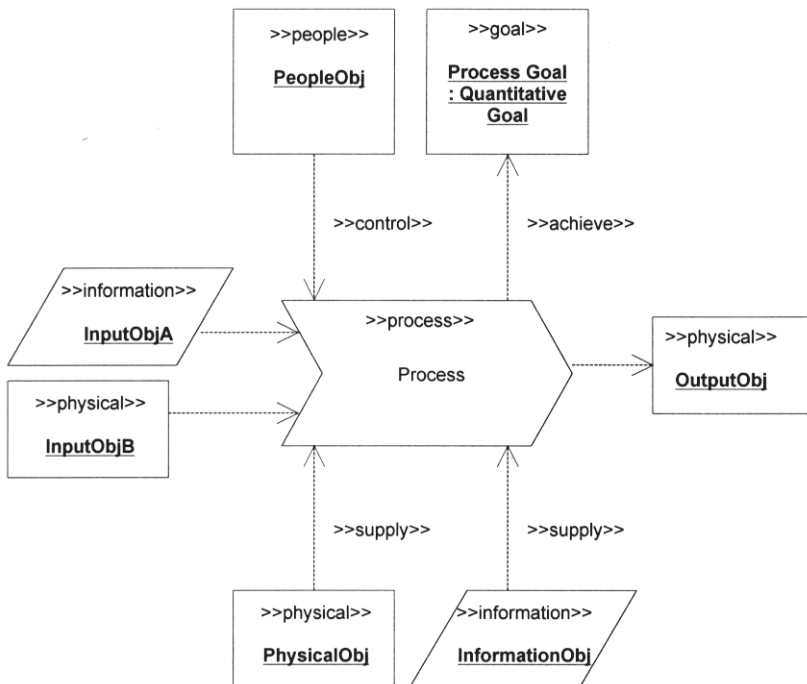 >>people>>
PeopleObj
>>goal>>
Process Goal
: Quantitative
Goal
>>control>>
>>achieve>>
>>information>>
InputObjA
>>process>>
Process
>>physical>>
OutputObj
>>physical>>
InputObjB
>>supply>>
>>supply>>
>>physical>>
PhysicalObj
>>information>>
InformationObj